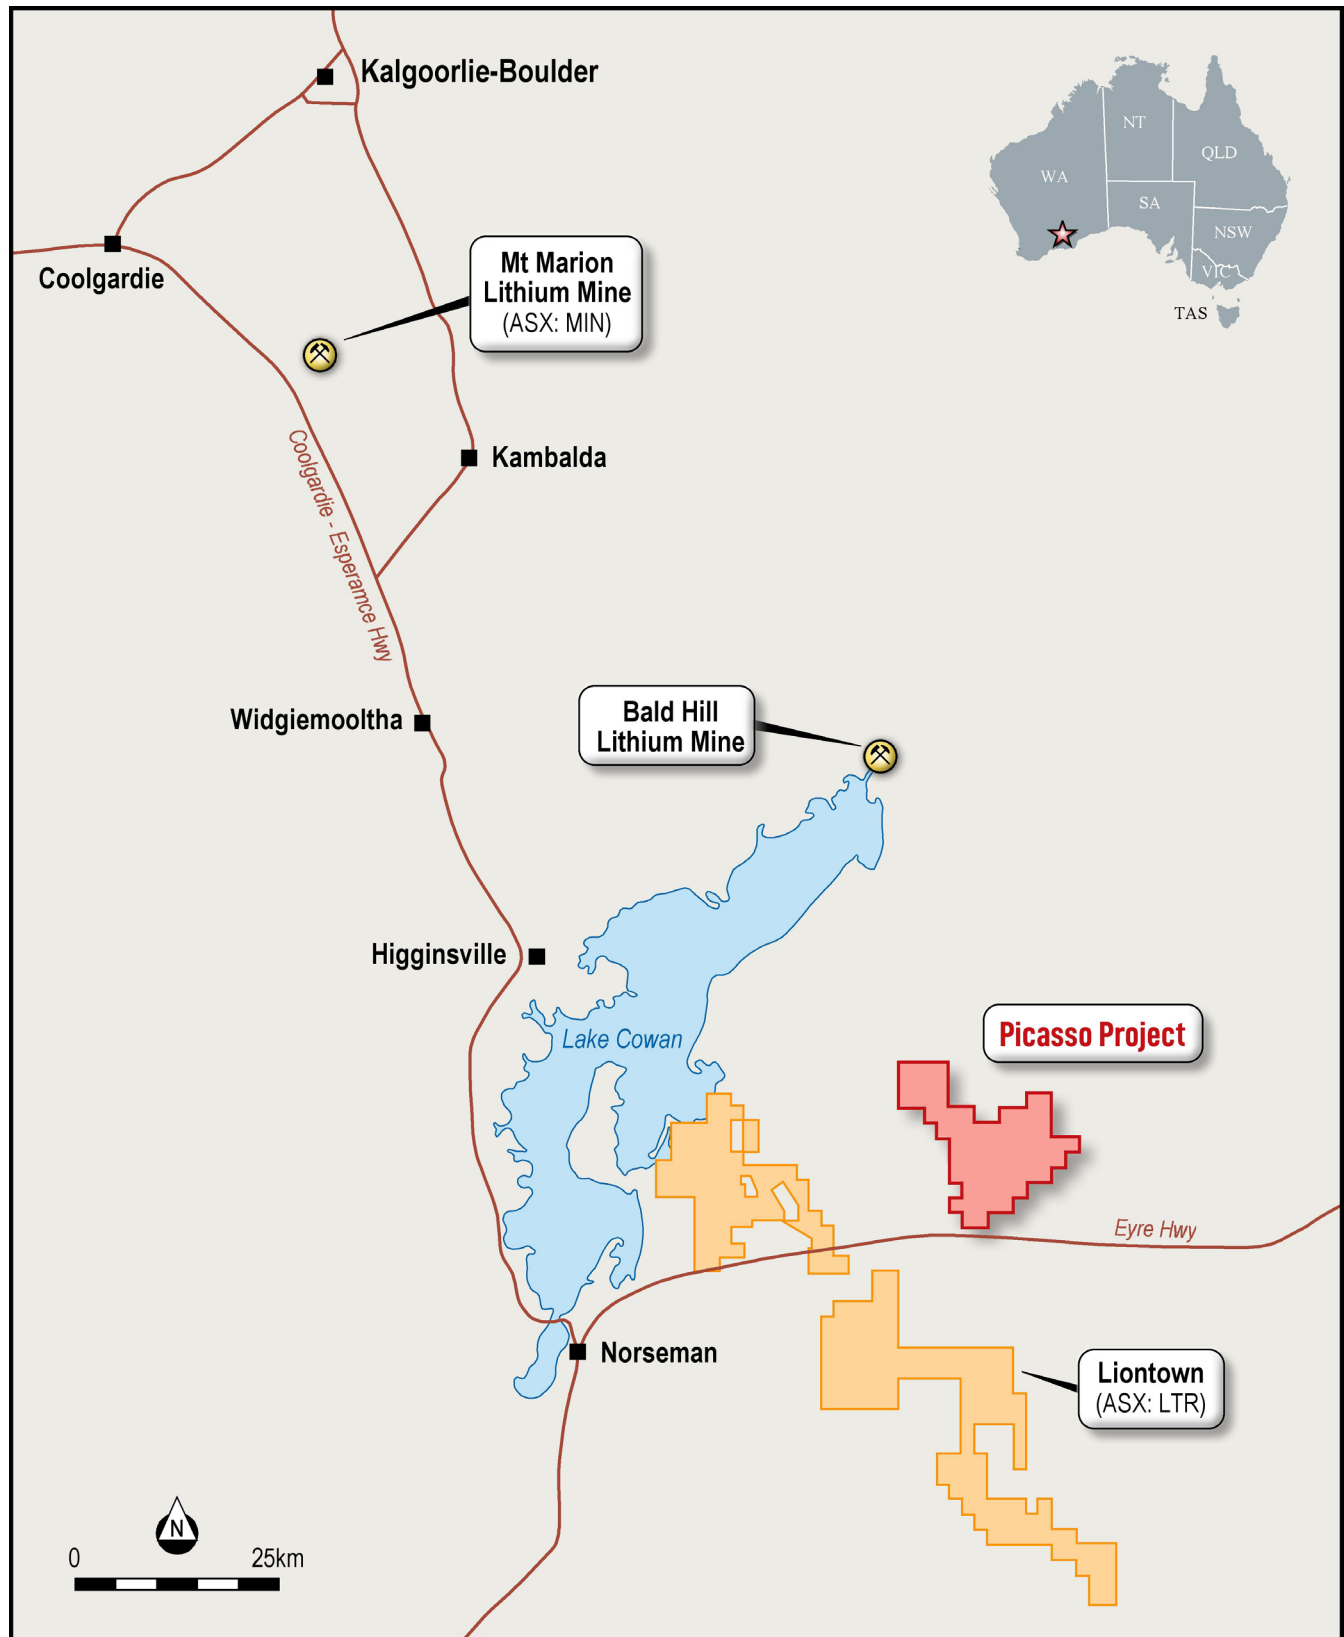 Kalgoorlie-Boulder
NT
QLD
WA
SA
NSW
VIC
TAS
Coolgardie
Mt Marion
Lithium Mine
(ASX: MIN)
Kambalda
Coolgardie - Esperamce Hwy
Widgiemooltha
Bald Hill
Lithium Mine
Higginsville
Lake Cowan
Picasso Project
Eyre Hwy
Norseman
Liontown
(ASX: LTR)
N
0 25km